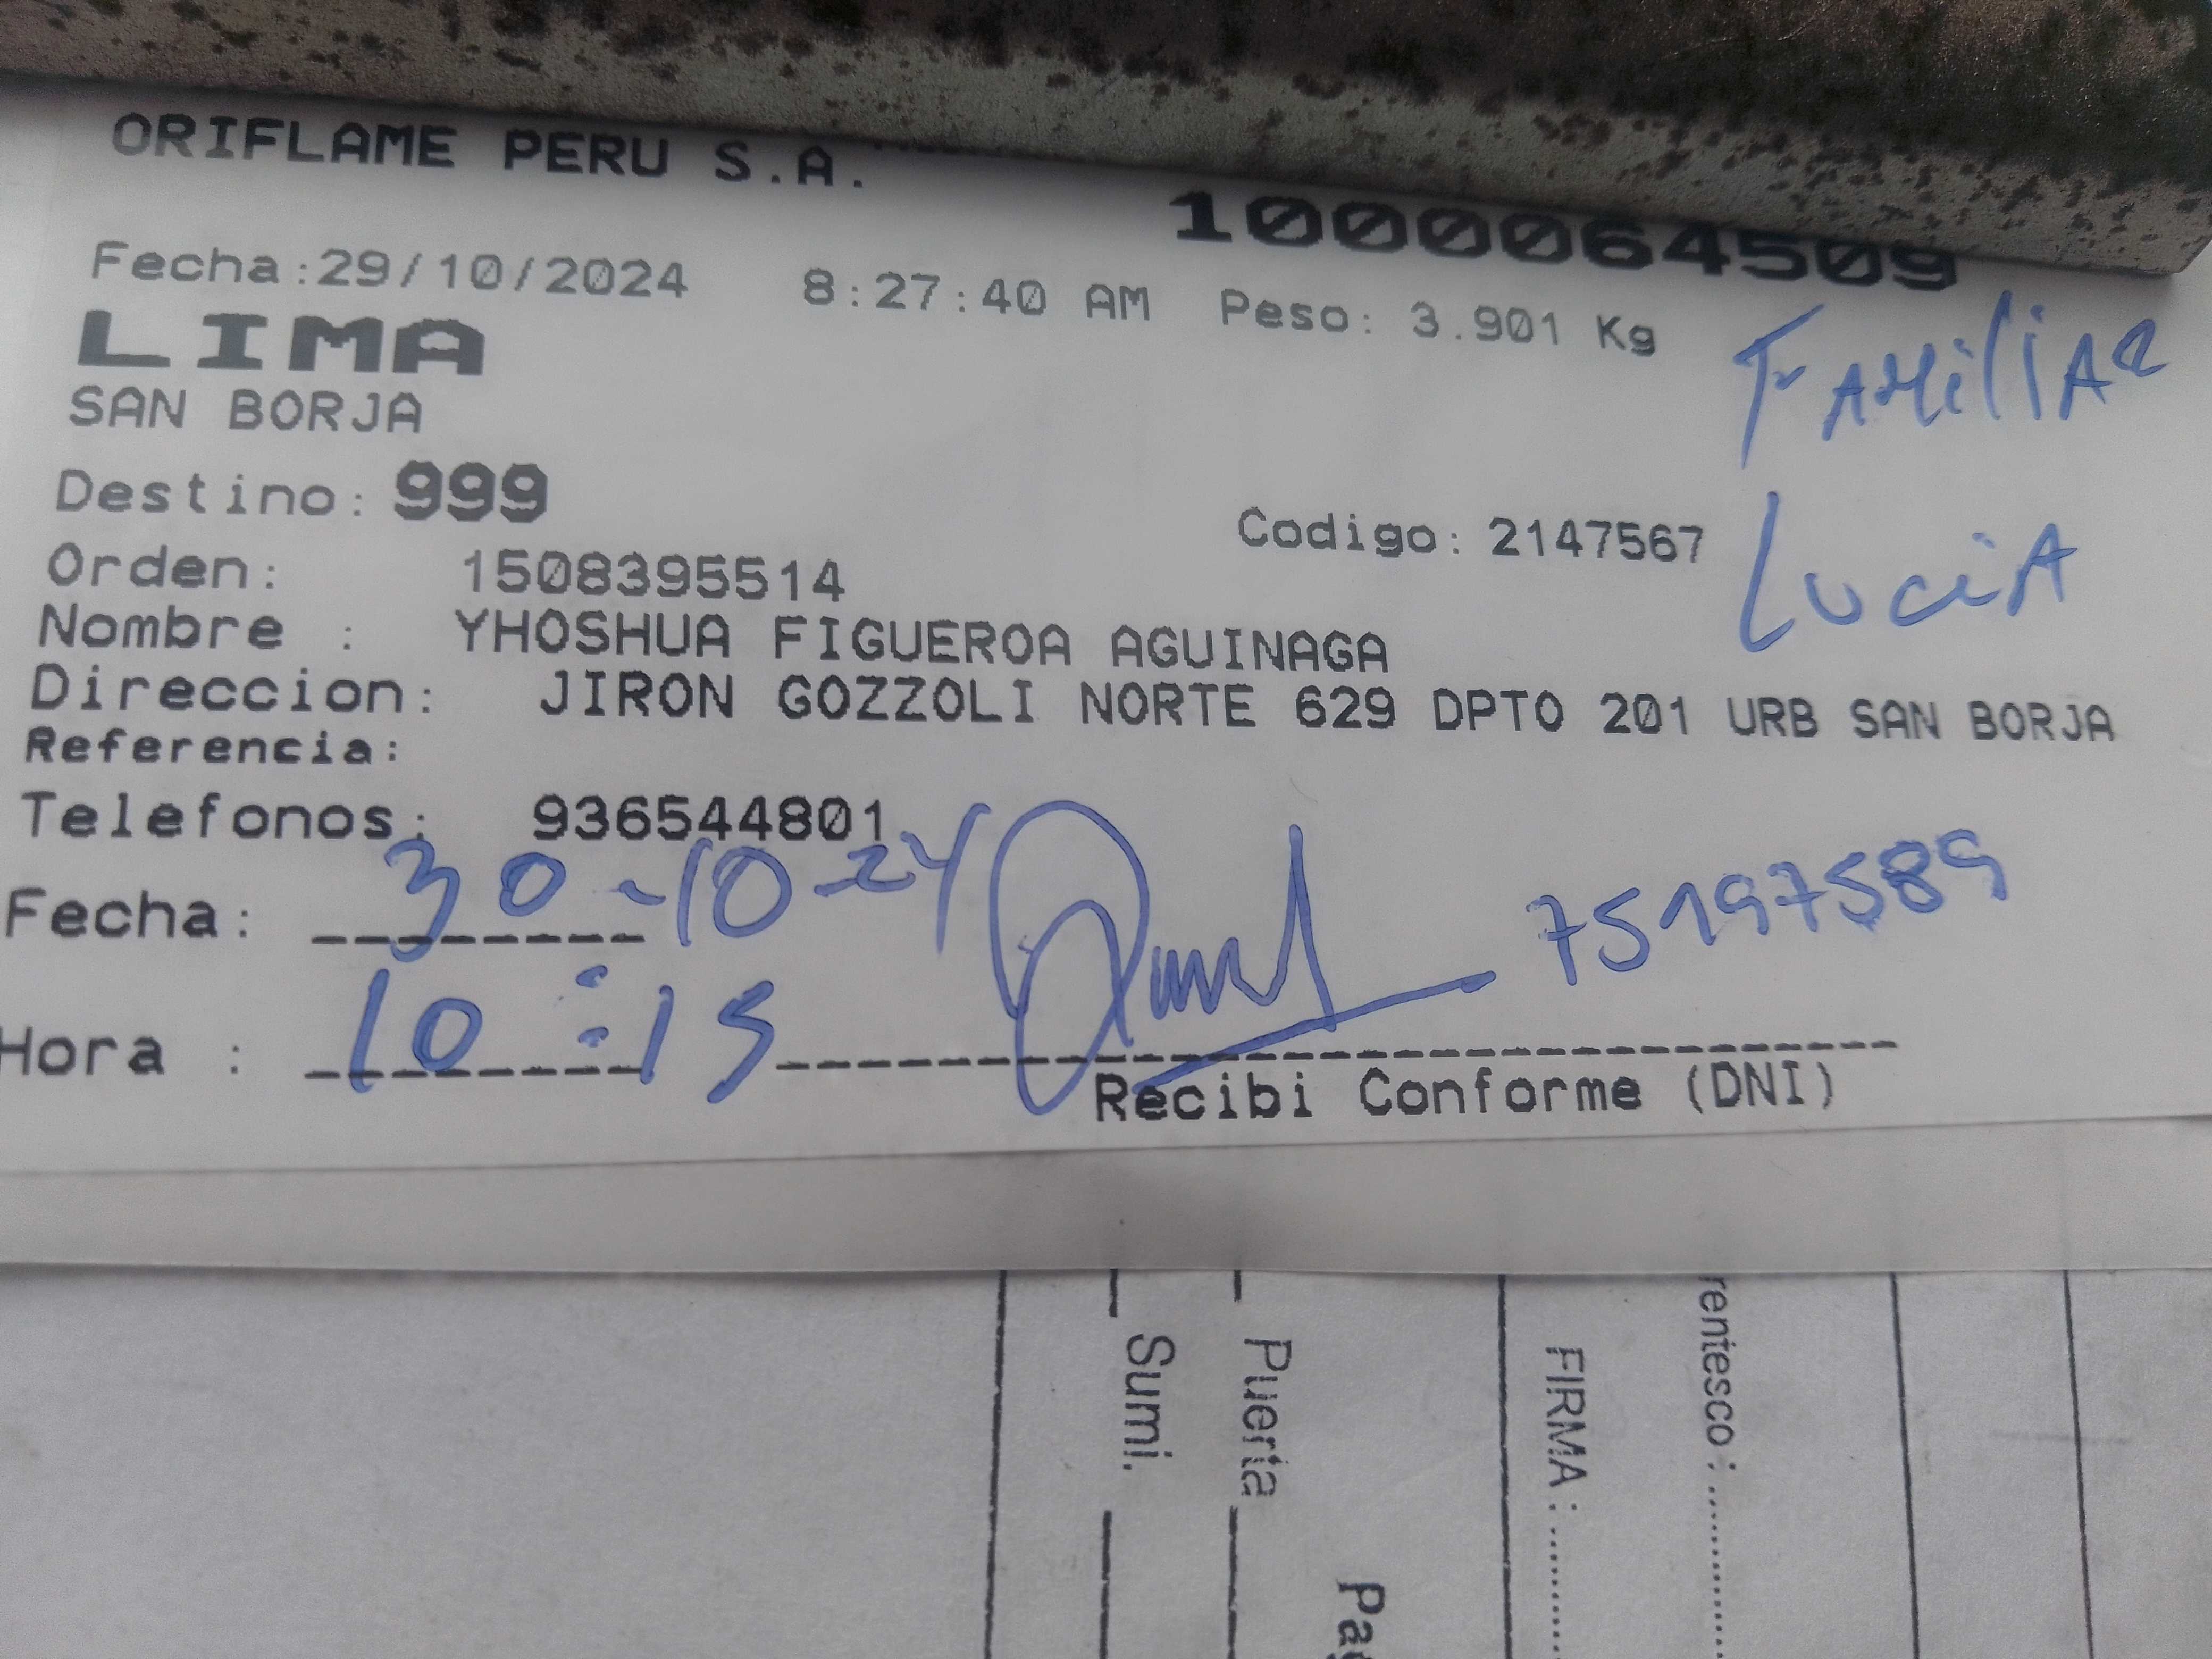 ORIFLAME PERU S.A.
1000064509
Fecha:29/10/2024 8:27:40 AM Peso: 3.901 Kg
LIMA
FAMiliAR
SAN BORJA
Destino: 999
Codigo: 2147567
LuciA
Orden: 1508395514
Nombre : YHOSHUA FIGUEROA AGUINAGA
Direccion: JIRON GOZZOLI NORTE 629 DPTO 201 URB SAN BORJA
Referencia:
Telefonos: 936544801
Fecha: 30-10-24
75197589
Hora : 10:15
Recibi Conforme (DNI)
Sumi.
Puerta
Pag
FIRMA :
rentesco :